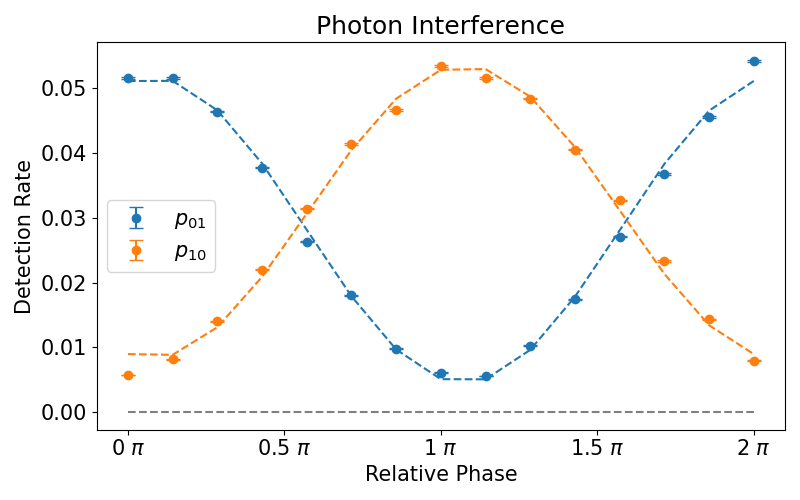 Photon Interference
Detection Rate
0.05
0.04
0.03
0.02
0.01
0.00
p01
p10
0 π
0.5 π
1 π
1.5 π
2 π
Relative Phase